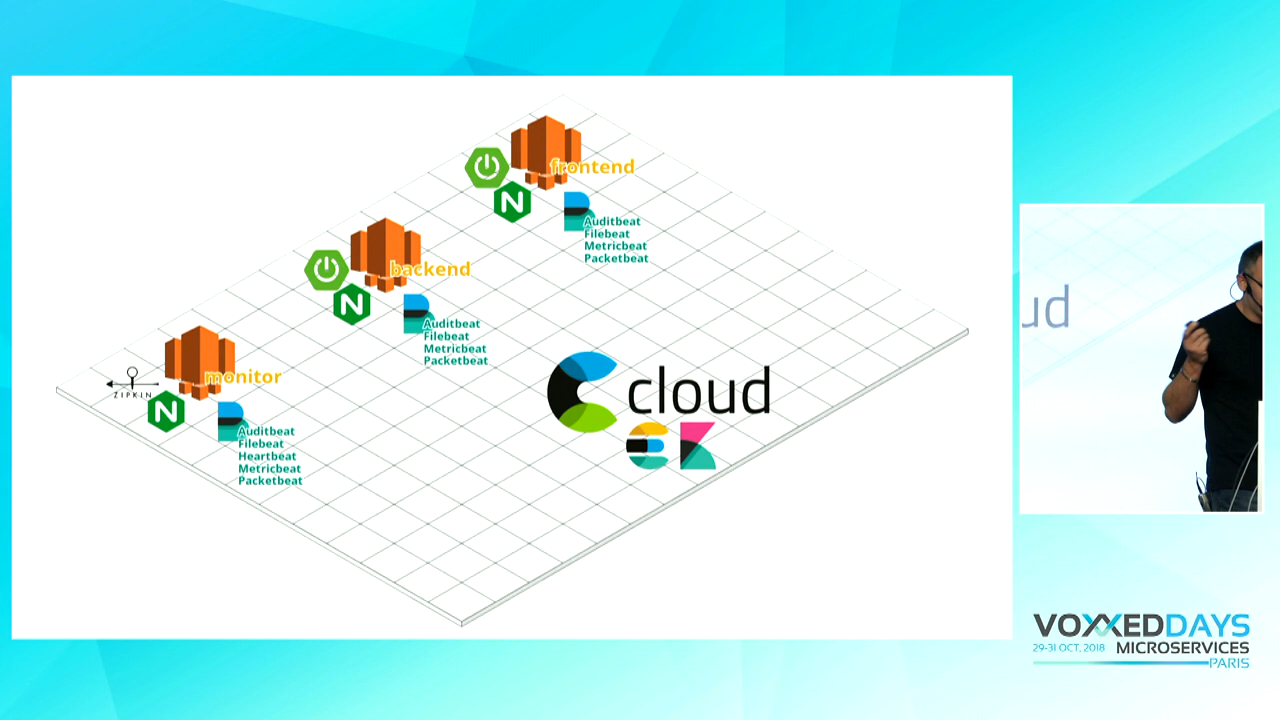 frontend
N
Auditbeat
Filebeat
Metricbeat
Packetbeat
backend
N
Auditbeat
Filebeat
Metricbeat
Packetbeat
monitor
ZIPKIN
N
Auditbeat
Filebeat
Heartbeat
Metricbeat
Packetbeat
cloud
ud
VOXXEDDAYS
29-31 OCT, 2018 MICROSERVICES
PARIS